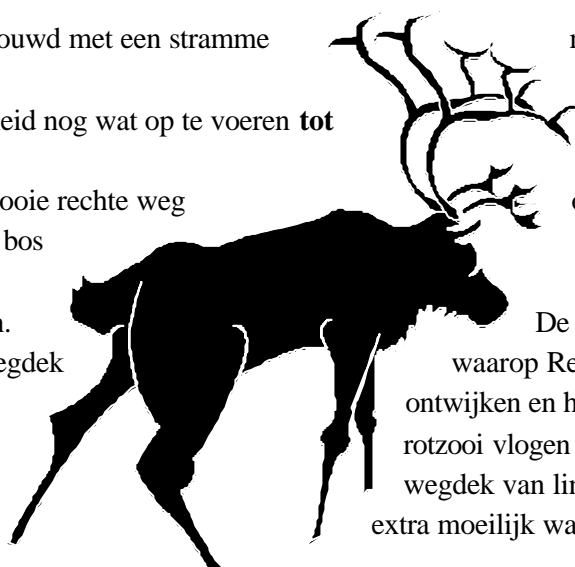 ouwd met een stramme
eid nog wat op te voeren tot
ooie rechte weg
bos
De
egdek waarop Re
ontwijken en h
rotzooi vlogen
wegdek van lin
extra moeilijk wa